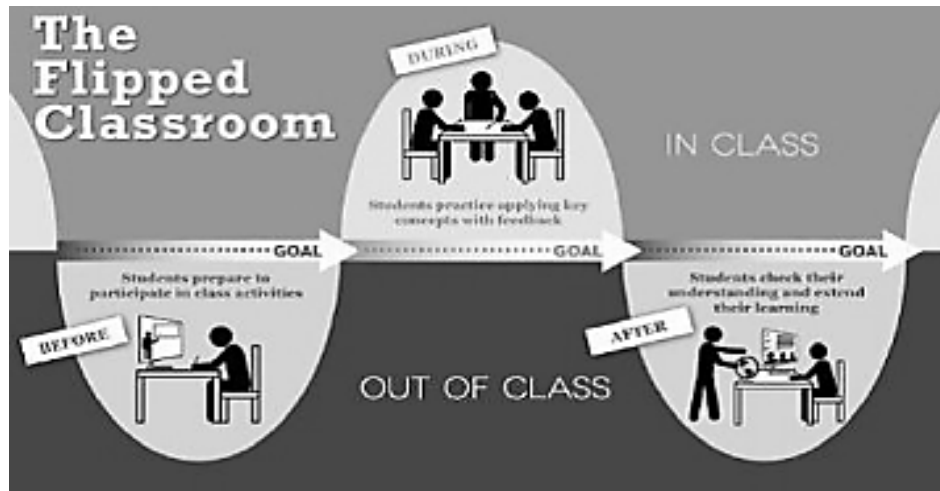 The
Flipped
Classroom
DURING
IN CLASS
Students practice applying key
concepts with feedback
GOAL
GOAL
GOAL
Students prepare to
participate in class activities
BEFORE
OUT OF CLASS
Students check their
understanding and extend
their learning
AFTER